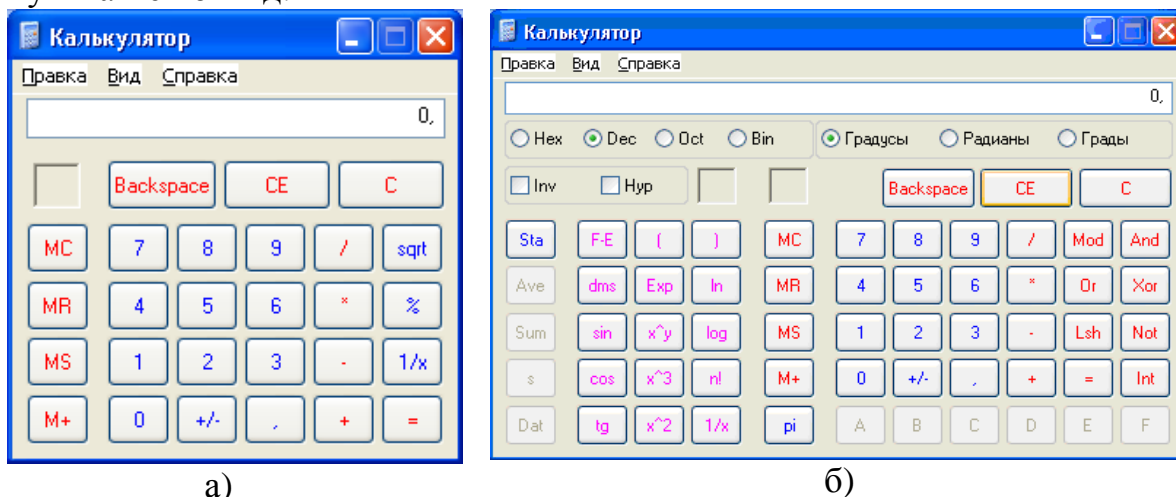 Калькулятор
Правка Вид Справка
0,
Backspace CE C
MC 7 8 9 / sqrt
MR 4 5 6 * %
MS 1 2 3 - 1/x
M+ 0 +/- , + =
а)
Калькулятор
Правка Вид Справка
0,
Hex Dec Oct Bin Градусы Радианы Грады
Inv Hyp Backspace CE C
Sta F-E ( ) MC 7 8 9 / Mod And
Ave dms Exp ln MR 4 5 6 * Or Xor
Sum sin x^y log MS 1 2 3 - Lsh Not
s cos x^3 n! M+ 0 +/- , + = Int
Dat tg x^2 1/x pi A B C D E F
б)